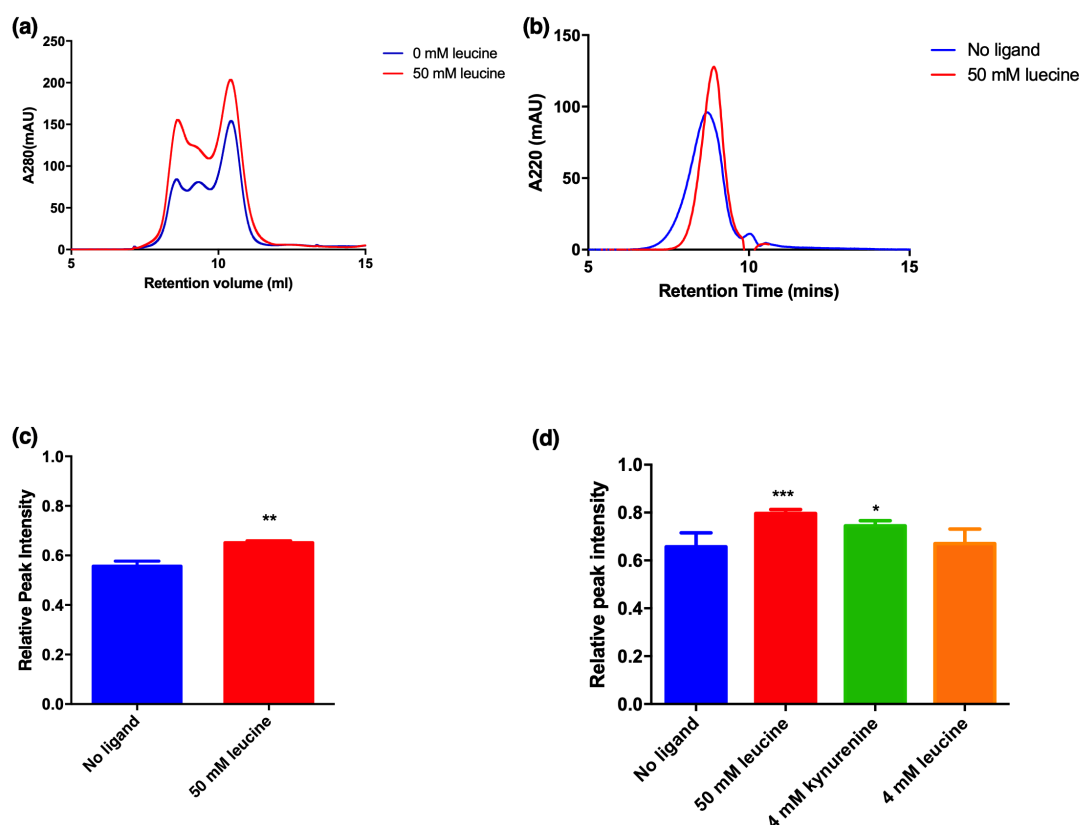 (a)
250
200
150
100
50
0
A280(mAU)
5
10
15
Retention volume (ml)
0 mM leucine
50 mM leucine
(b)
150
100
50
0
A220 (mAU)
5
10
15
Retention Time (mins)
No ligand
50 mM luecine
(c)
1.0
0.8
0.6
0.4
0.2
0.0
Relative Peak Intensity
**
No ligand
50 mM leucine
(d)
1.0
0.8
0.6
0.4
0.2
0.0
Relative peak intensity
***
*
No ligand
50 mM leucine
4 mM kynurenine
4 mM leucine